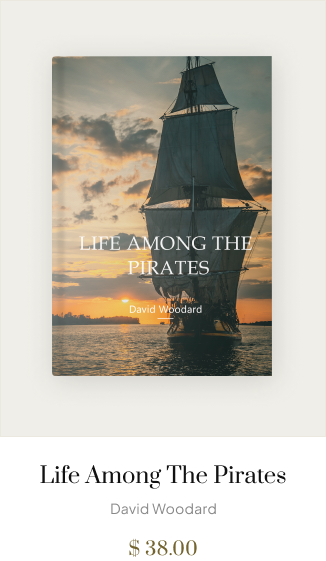 LIFE AMONG THE
PIRATES
David Woodard
Life Among The Pirates
David Woodard
$ 38.00